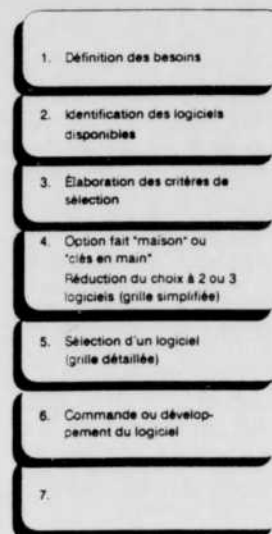 1. Définition des besoins
2. Identification des logiciels
disponibles
3. Élaboration des critères de
sélection
4. Option fait "maison" ou
"clés en main"
Réduction du choix à 2 ou 3
logiciels (grille simplifiée)
5. Sélection d'un logiciel
(grille détaillée)
6. Commande ou dévelop-
pement du logiciel
7.